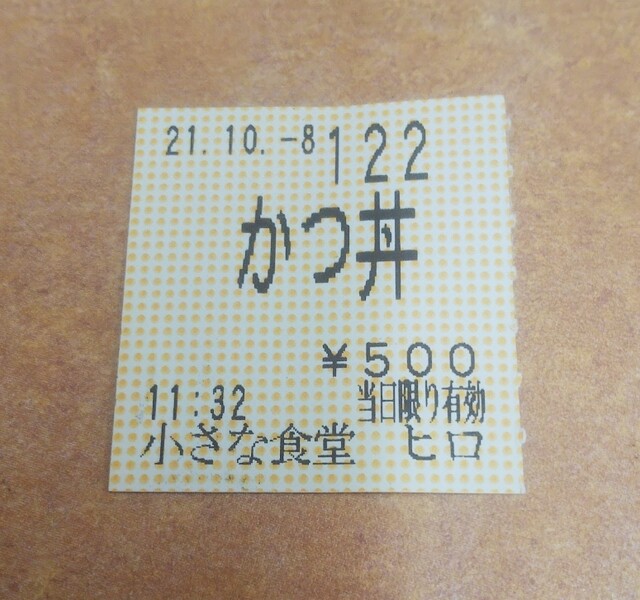 21.10.-8 122
かつ丼
¥500
11:32 当日限り有効
小さな食堂 ヒロ